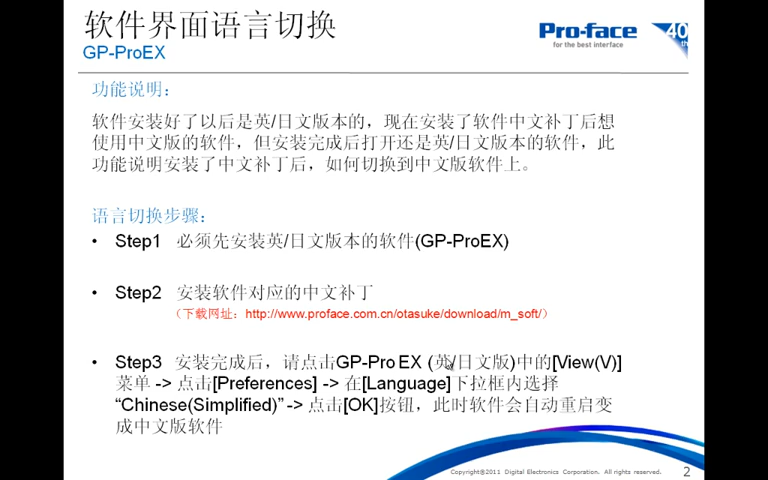 软件界面语言切换
GP-ProEX
Pro-face
for the best interface
40
th
功能说明：
软件安装好了以后是英/日文版本的，现在安装了软件中文补丁后想
使用中文版的软件，但安装完成后打开还是英/日文版本的软件，此
功能说明安装了中文补丁后，如何切换到中文版软件上。
语言切换步骤：
• Step1 必须先安装英/日文版本的软件(GP-ProEX)
• Step2 安装软件对应的中文补丁
（下载网址：http://www.proface.com.cn/otasuke/download/m_soft/）
• Step3 安装完成后，请点击GP-Pro EX (英/日文版)中的[View(V)]
菜单 -> 点击[Preferences] -> 在[Language]下拉框内选择
“Chinese(Simplified)” -> 点击[OK]按钮，此时软件会自动重启变
成中文版软件
Copyright©2011 Digital Electronics Corporation. All rights reserved.
2